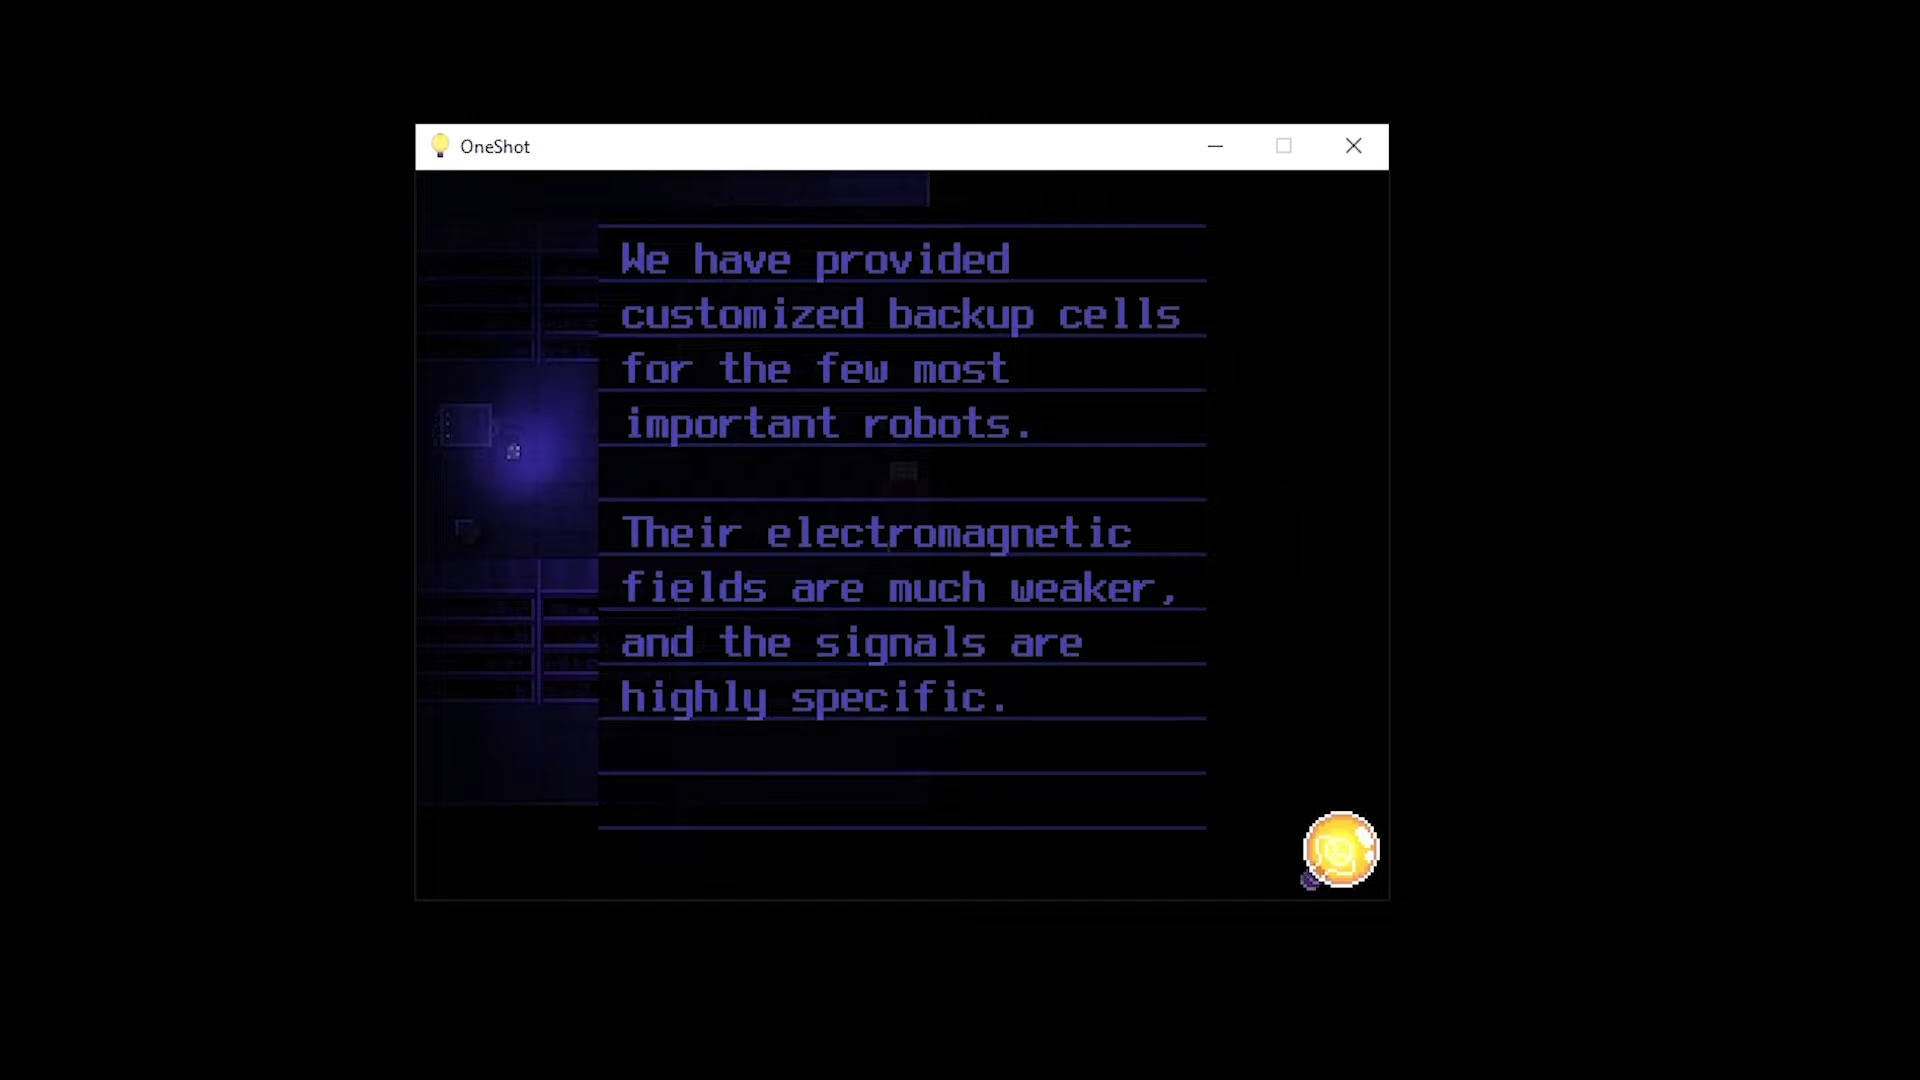 OneShot
We have provided
customized backup cells
for the few most
important robots.
Their electromagnetic
fields are much weaker,
and the signals are
highly specific.